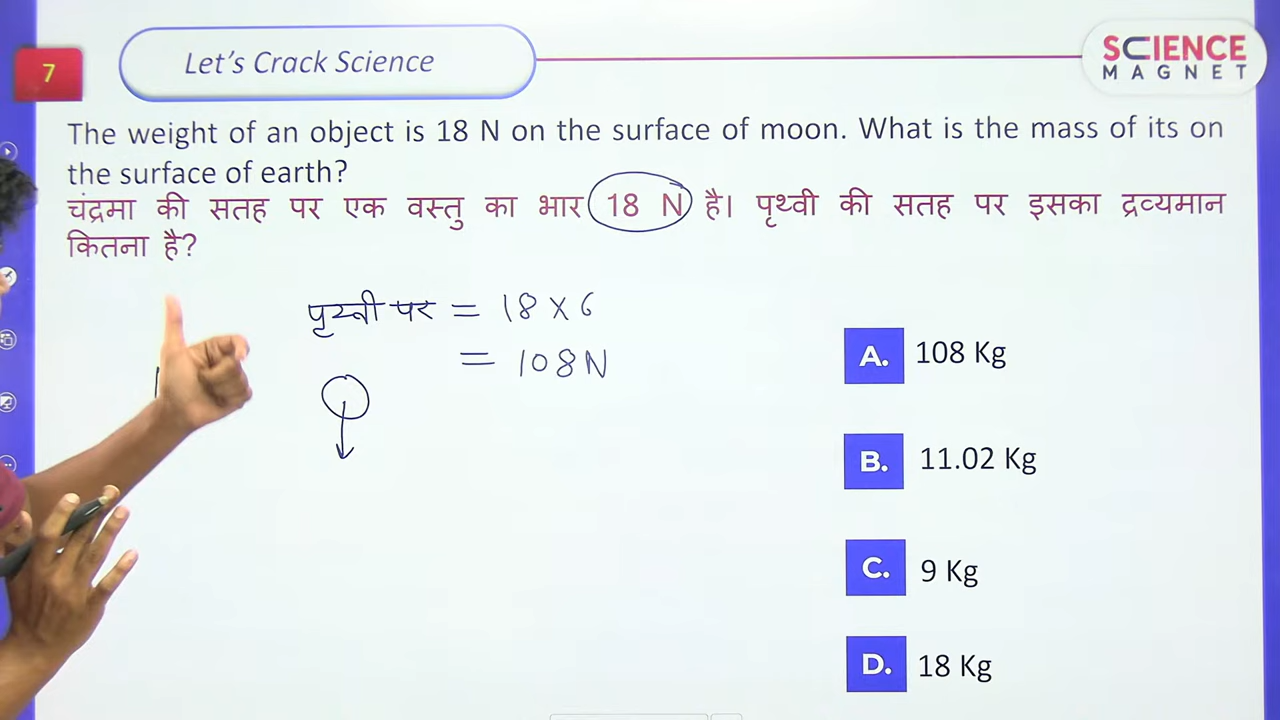 7
Let's Crack Science
SCIENCE
MAGNET
The weight of an object is 18 N on the surface of moon. What is the mass of its on
the surface of earth?
चंद्रमा की सतह पर एक वस्तु का भार 18 N है। पृथ्वी की सतह पर इसका द्रव्यमान
कितना है?
पृथ्वी पर = 18 × 6
= 108 N
A. 108 Kg
B. 11.02 Kg
C. 9 Kg
D. 18 Kg